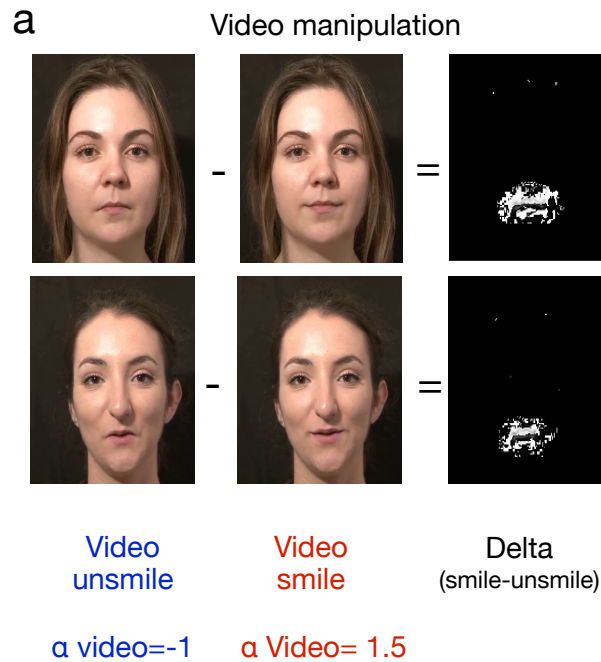 a
Video manipulation
- =
- =
Video
unsmile
Video
smile
Delta
(smile-unsmile)
α video=-1
α Video= 1.5